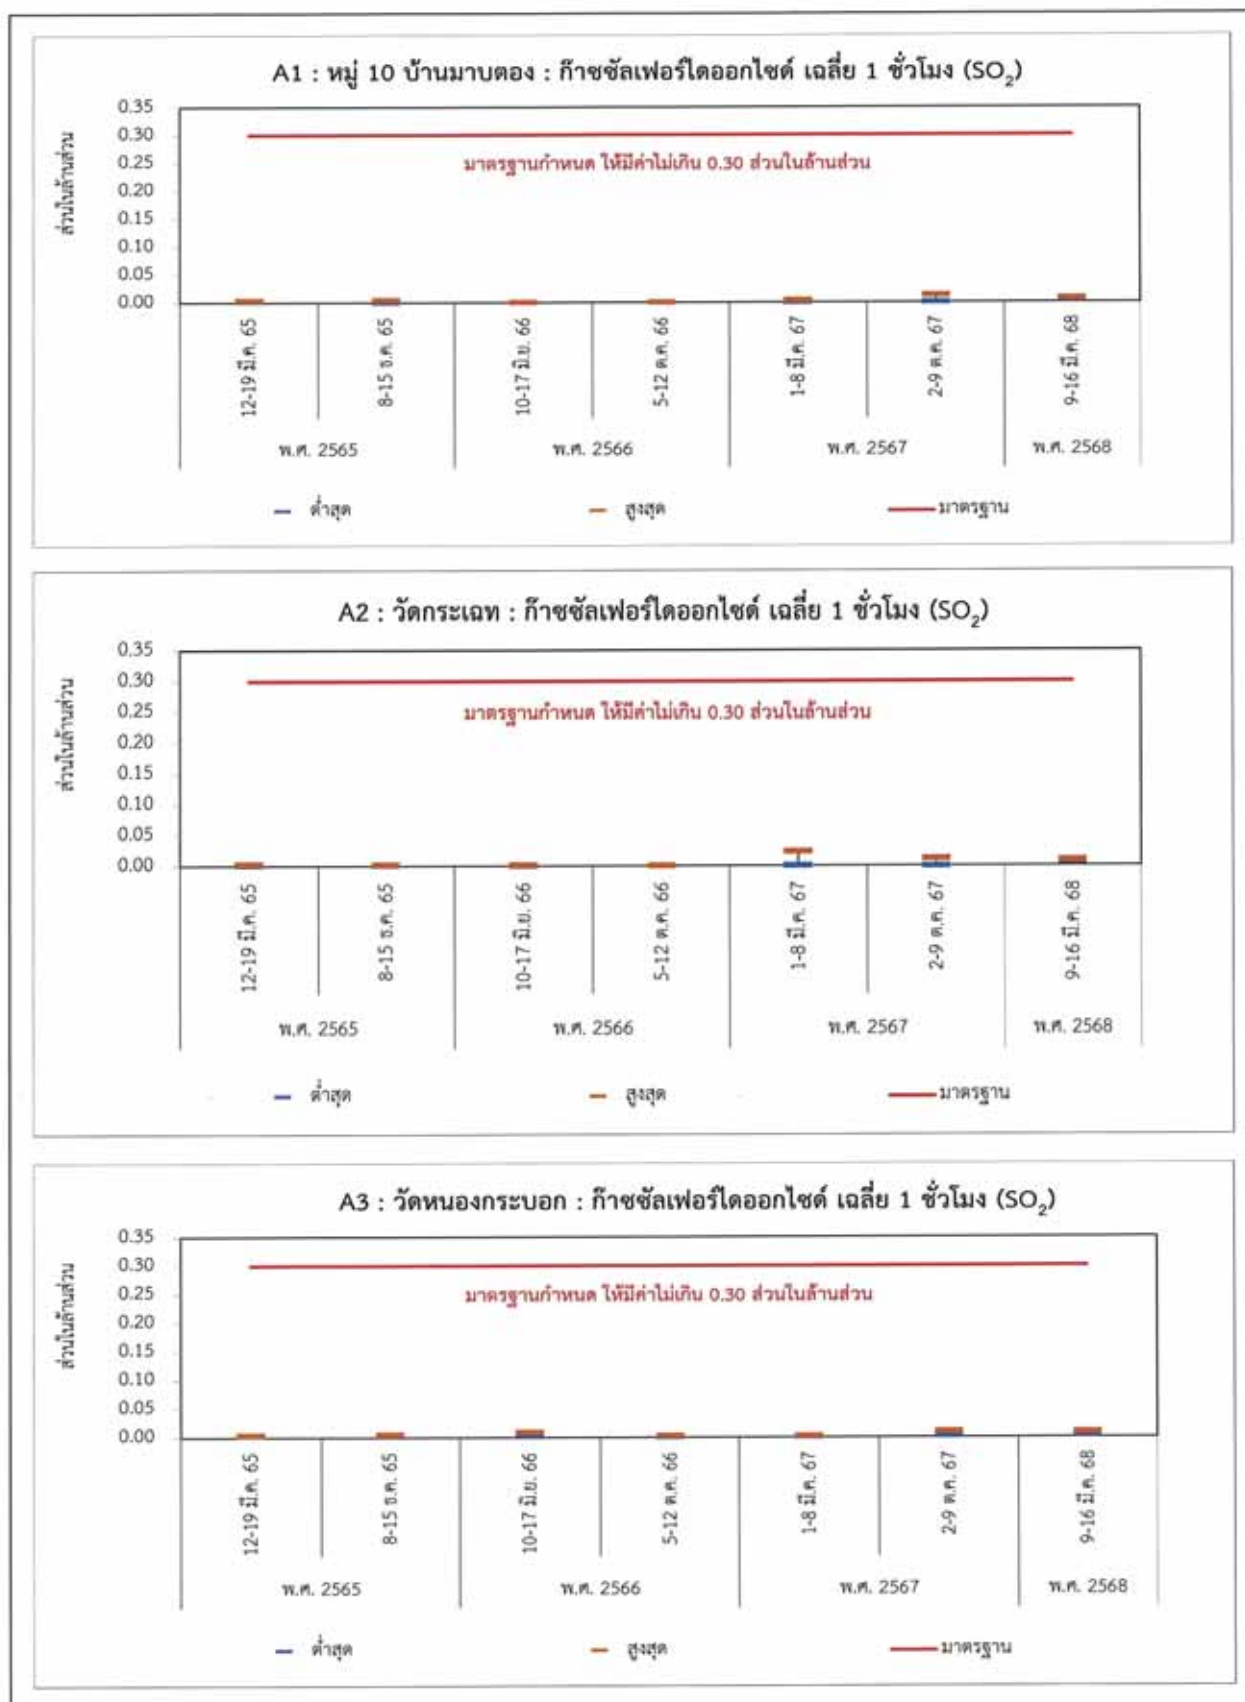 A1 : หมู่ 10 บ้านมาบตอง : ก๊าซซัลเฟอร์ไดออกไซด์ เฉลี่ย 1 ชั่วโมง (SO₂)
ส่วนในล้านส่วน
0.35
0.30
0.25
0.20
0.15
0.10
0.05
0.00
มาตรฐานกำหนด ให้มีค่าไม่เกิน 0.30 ส่วนในล้านส่วน
12-19 มี.ค. 65
8-15 ธ.ค. 65
10-17 มิ.ย. 66
5-12 ต.ค. 66
1-8 มี.ค. 67
2-9 ต.ค. 67
9-16 มี.ค. 68
พ.ศ. 2565 พ.ศ. 2566 พ.ศ. 2567 พ.ศ. 2568
ต่ำสุด สูงสุด มาตรฐาน
A2 : วัดกระเฉท : ก๊าซซัลเฟอร์ไดออกไซด์ เฉลี่ย 1 ชั่วโมง (SO₂)
ส่วนในล้านส่วน
0.35
0.30
0.25
0.20
0.15
0.10
0.05
0.00
มาตรฐานกำหนด ให้มีค่าไม่เกิน 0.30 ส่วนในล้านส่วน
12-19 มี.ค. 65
8-15 ธ.ค. 65
10-17 มิ.ย. 66
5-12 ต.ค. 66
1-8 มี.ค. 67
2-9 ต.ค. 67
9-16 มี.ค. 68
พ.ศ. 2565 พ.ศ. 2566 พ.ศ. 2567 พ.ศ. 2568
ต่ำสุด สูงสุด มาตรฐาน
A3 : วัดหนองกระบอก : ก๊าซซัลเฟอร์ไดออกไซด์ เฉลี่ย 1 ชั่วโมง (SO₂)
ส่วนในล้านส่วน
0.35
0.30
0.25
0.20
0.15
0.10
0.05
0.00
มาตรฐานกำหนด ให้มีค่าไม่เกิน 0.30 ส่วนในล้านส่วน
12-19 มี.ค. 65
8-15 ธ.ค. 65
10-17 มิ.ย. 66
5-12 ต.ค. 66
1-8 มี.ค. 67
2-9 ต.ค. 67
9-16 มี.ค. 68
พ.ศ. 2565 พ.ศ. 2566 พ.ศ. 2567 พ.ศ. 2568
ต่ำสุด สูงสุด มาตรฐาน